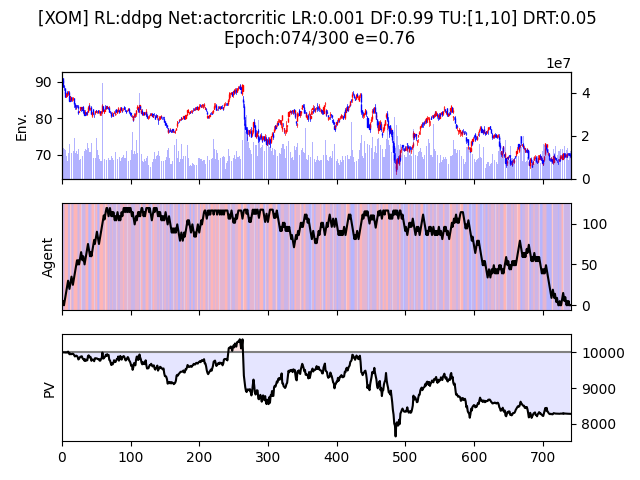 [XOM] RL:ddpg Net:actorcritic LR:0.001 DF:0.99 TU:[1,10] DRT:0.05
Epoch:074/300 e=0.76
1e7
90
80
70
Env.
4
2
0
Agent
100
50
0
PV
10000
9000
8000
0 100 200 300 400 500 600 700